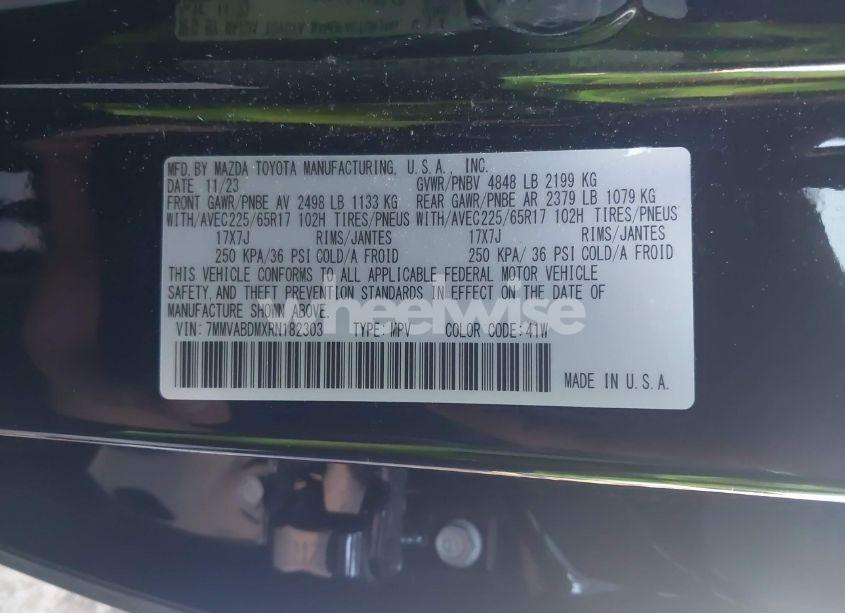 MFD. BY MAZDA TOYOTA MANUFACTURING, U.S.A. INC.
DATE 11/23 GVWR/PNBV 4848 LB 2199 KG
FRONT GAWR/PNBE AV 2498 LB 1133 KG REAR GAWR/PNBE AR 2379 LB 1079 KG
WITH/AVEC225/65R17 102H TIRES/PNEUS WITH/AVEC225/65R17 102H TIRES/PNEUS
17X7J RIMS/JANTES 17X7J RIMS/JANTES
250 KPA/36 PSI COLD/A FROID 250 KPA/ 36 PSI COLD/A FROID
THIS VEHICLE CONFORMS TO ALL APPLICABLE FEDERAL MOTOR VEHICLE
SAFETY, AND THEFT PREVENTION STANDARDS IN EFFECT ON THE DATE OF
MANUFACTURE SHOWN ABOVE.
wheelwise
VIN: 7MMVABDMXRN182303 TYPE: MPV COLOR CODE: 41W
MADE IN U.S.A.